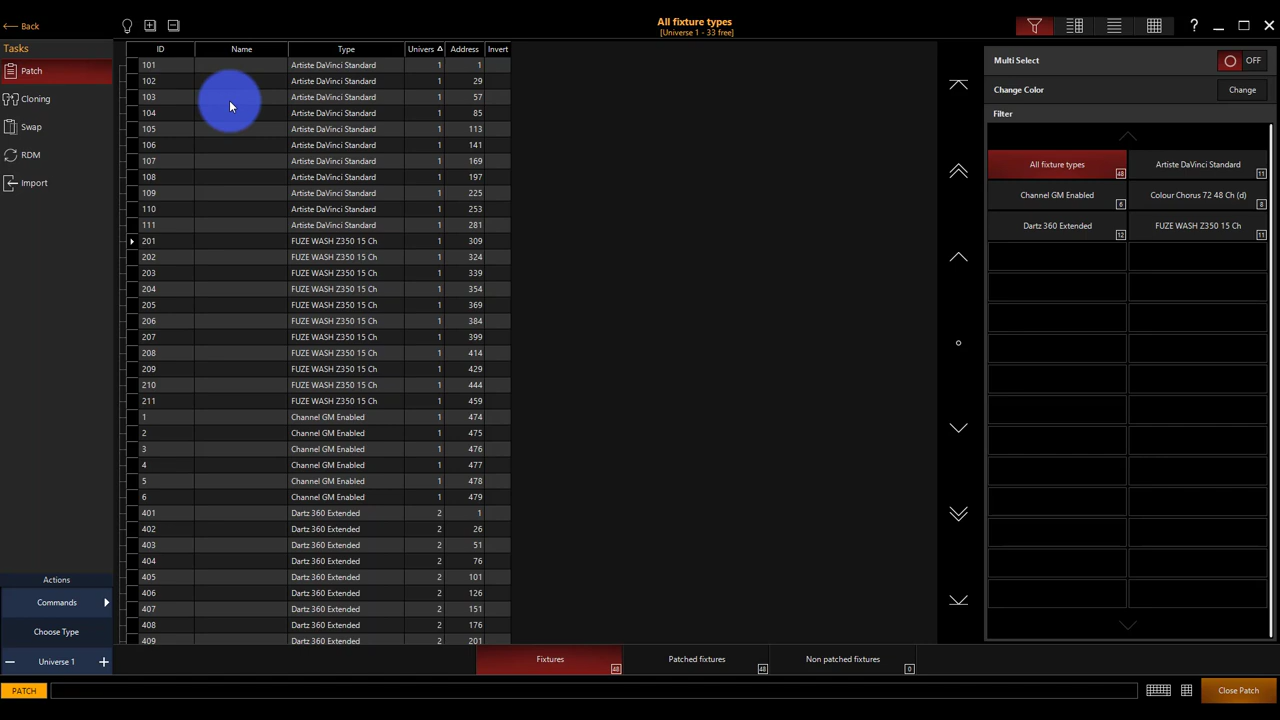 Back
All fixture types
[Universe 1 - 33 free]
?
Tasks
Patch
Cloning
Swap
RDM
Import
ID Name Type Univers Address Invert
101 Artiste DaVinci Standard 1 1
102 Artiste DaVinci Standard 1 29
103 Artiste DaVinci Standard 1 57
104 Artiste DaVinci Standard 1 85
105 Artiste DaVinci Standard 1 113
106 Artiste DaVinci Standard 1 141
107 Artiste DaVinci Standard 1 169
108 Artiste DaVinci Standard 1 197
109 Artiste DaVinci Standard 1 225
110 Artiste DaVinci Standard 1 253
111 Artiste DaVinci Standard 1 281
201 FUZE WASH Z350 15 Ch 1 309
202 FUZE WASH Z350 15 Ch 1 324
203 FUZE WASH Z350 15 Ch 1 339
204 FUZE WASH Z350 15 Ch 1 354
205 FUZE WASH Z350 15 Ch 1 369
206 FUZE WASH Z350 15 Ch 1 384
207 FUZE WASH Z350 15 Ch 1 399
208 FUZE WASH Z350 15 Ch 1 414
209 FUZE WASH Z350 15 Ch 1 429
210 FUZE WASH Z350 15 Ch 1 444
211 FUZE WASH Z350 15 Ch 1 459
1 Channel GM Enabled 1 474
2 Channel GM Enabled 1 475
3 Channel GM Enabled 1 476
4 Channel GM Enabled 1 477
5 Channel GM Enabled 1 478
6 Channel GM Enabled 1 479
401 Dartz 360 Extended 2 1
402 Dartz 360 Extended 2 26
403 Dartz 360 Extended 2 51
404 Dartz 360 Extended 2 76
405 Dartz 360 Extended 2 101
406 Dartz 360 Extended 2 126
407 Dartz 360 Extended 2 151
408 Dartz 360 Extended 2 176
409 Dartz 360 Extended 2 201
Multi Select OFF
Change Color Change
Filter
All fixture types 48 Artiste DaVinci Standard 11
Channel GM Enabled 6 Colour Chorus 72 48 Ch (d) 8
Dartz 360 Extended 12 FUZE WASH Z350 15 Ch 11
Actions
Commands
Choose Type
Universe 1
Fixtures 48 Patched fixtures 48 Non patched fixtures 0
PATCH
Close Patch